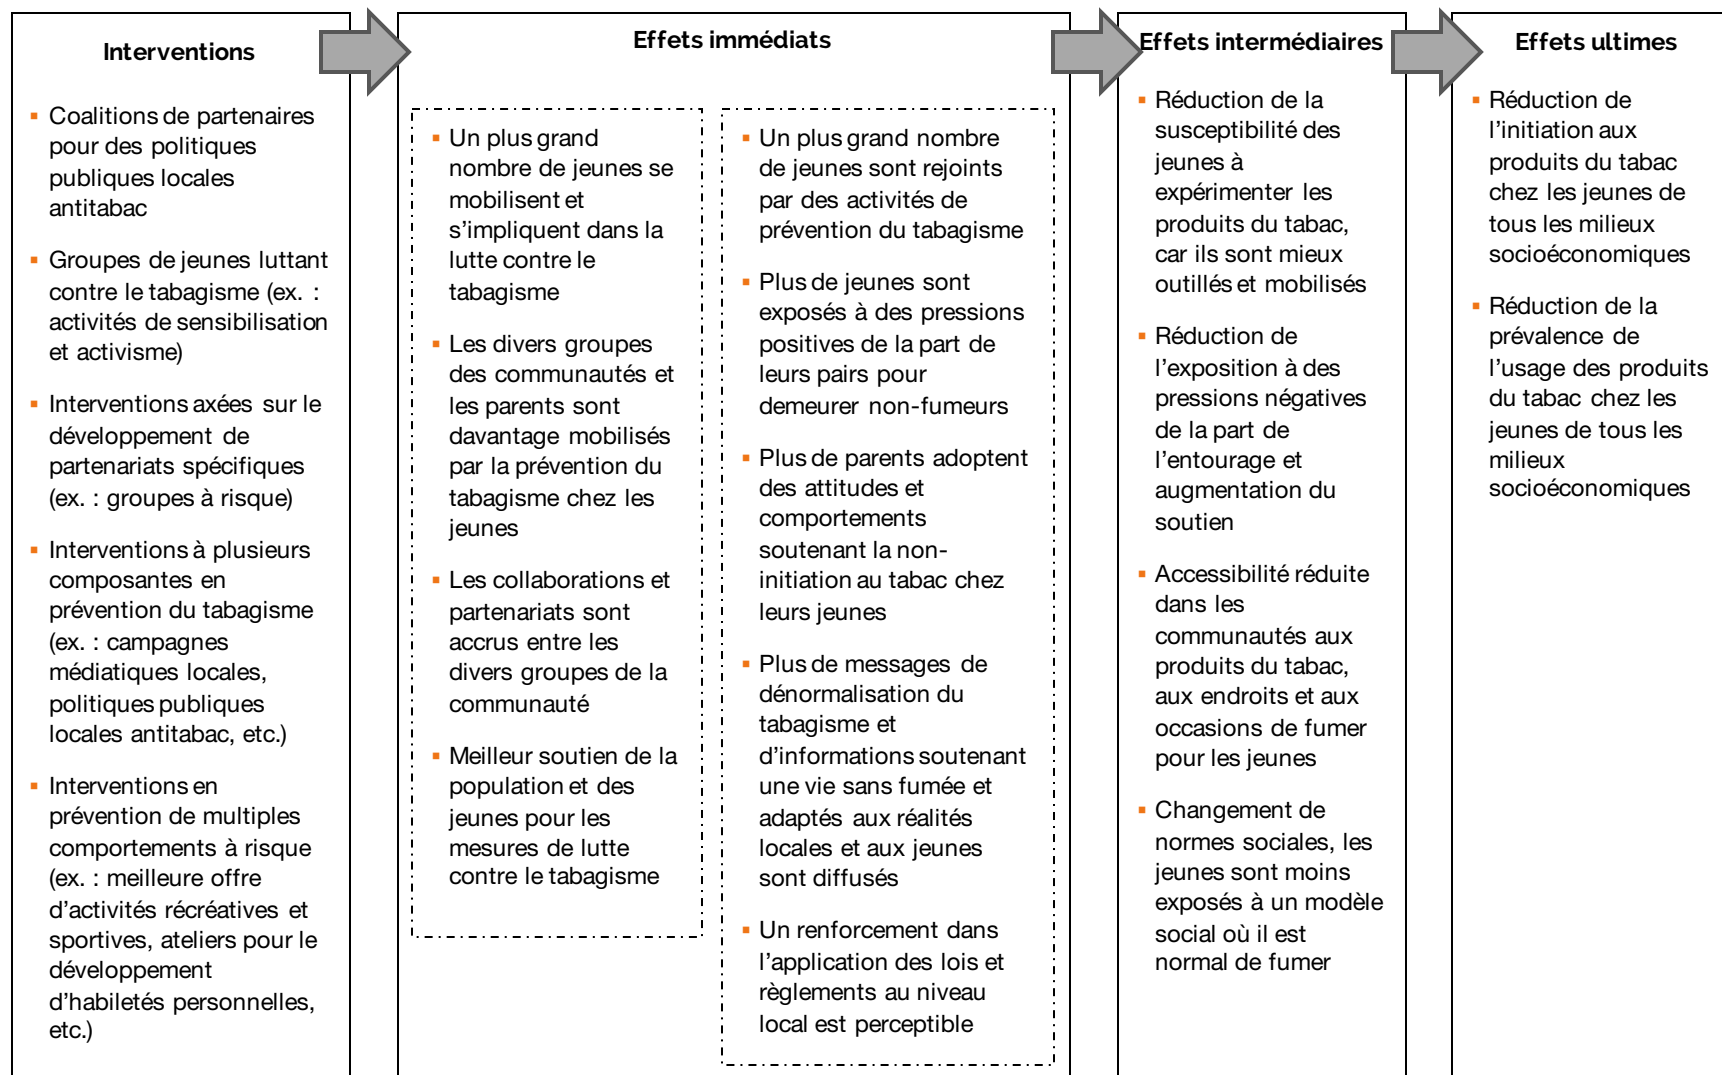 Interventions
▪ Coalitions de partenaires
pour des politiques
publiques locales
antitabac
▪ Groupes de jeunes luttant
contre le tabagisme (ex. :
activités de sensibilisation
et activisme)
▪ Interventions axées sur le
développement de
partenariats spécifiques
(ex. : groupes à risque)
▪ Interventions à plusieurs
composantes en
prévention du tabagisme
(ex. : campagnes
médiatiques locales,
politiques publiques
locales antitabac, etc.)
▪ Interventions en
prévention de multiples
comportements à risque
(ex. : meilleure offre
d’activités récréatives et
sportives, ateliers pour le
développement
d’habiletés personnelles,
etc.)
Effets immédiats
▪ Un plus grand
nombre de jeunes se
mobilisent et
s’impliquent dans la
lutte contre le
tabagisme
▪ Les divers groupes
des communautés et
les parents sont
davantage mobilisés
par la prévention du
tabagisme chez les
jeunes
▪ Les collaborations et
partenariats sont
accrus entre les
divers groupes de la
communauté
▪ Meilleur soutien de la
population et des
jeunes pour les
mesures de lutte
contre le tabagisme
▪ Un plus grand nombre
de jeunes sont rejoints
par des activités de
prévention du tabagisme
▪ Plus de jeunes sont
exposés à des pressions
positives de la part de
leurs pairs pour
demeurer non-fumeurs
▪ Plus de parents adoptent
des attitudes et
comportements
soutenant la non-
initiation au tabac chez
leurs jeunes
▪ Plus de messages de
dénormalisation du
tabagisme et
d’informations soutenant
une vie sans fumée et
adaptés aux réalités
locales et aux jeunes
sont diffusés
▪ Un renforcement dans
l’application des lois et
règlements au niveau
local est perceptible
Effets intermédiaires
▪ Réduction de la
susceptibilité des
jeunes à
expérimenter les
produits du tabac,
car ils sont mieux
outillés et mobilisés
▪ Réduction de
l’exposition à des
pressions négatives
de la part de
l’entourage et
augmentation du
soutien
▪ Accessibilité réduite
dans les
communautés aux
produits du tabac,
aux endroits et aux
occasions de fumer
pour les jeunes
▪ Changement de
normes sociales, les
jeunes sont moins
exposés à un modèle
social où il est
normal de fumer
Effets ultimes
▪ Réduction de
l’initiation aux
produits du tabac
chez les jeunes de
tous les milieux
socioéconomiques
▪ Réduction de la
prévalence de
l’usage des produits
du tabac chez les
jeunes de tous les
milieux
socioéconomiques